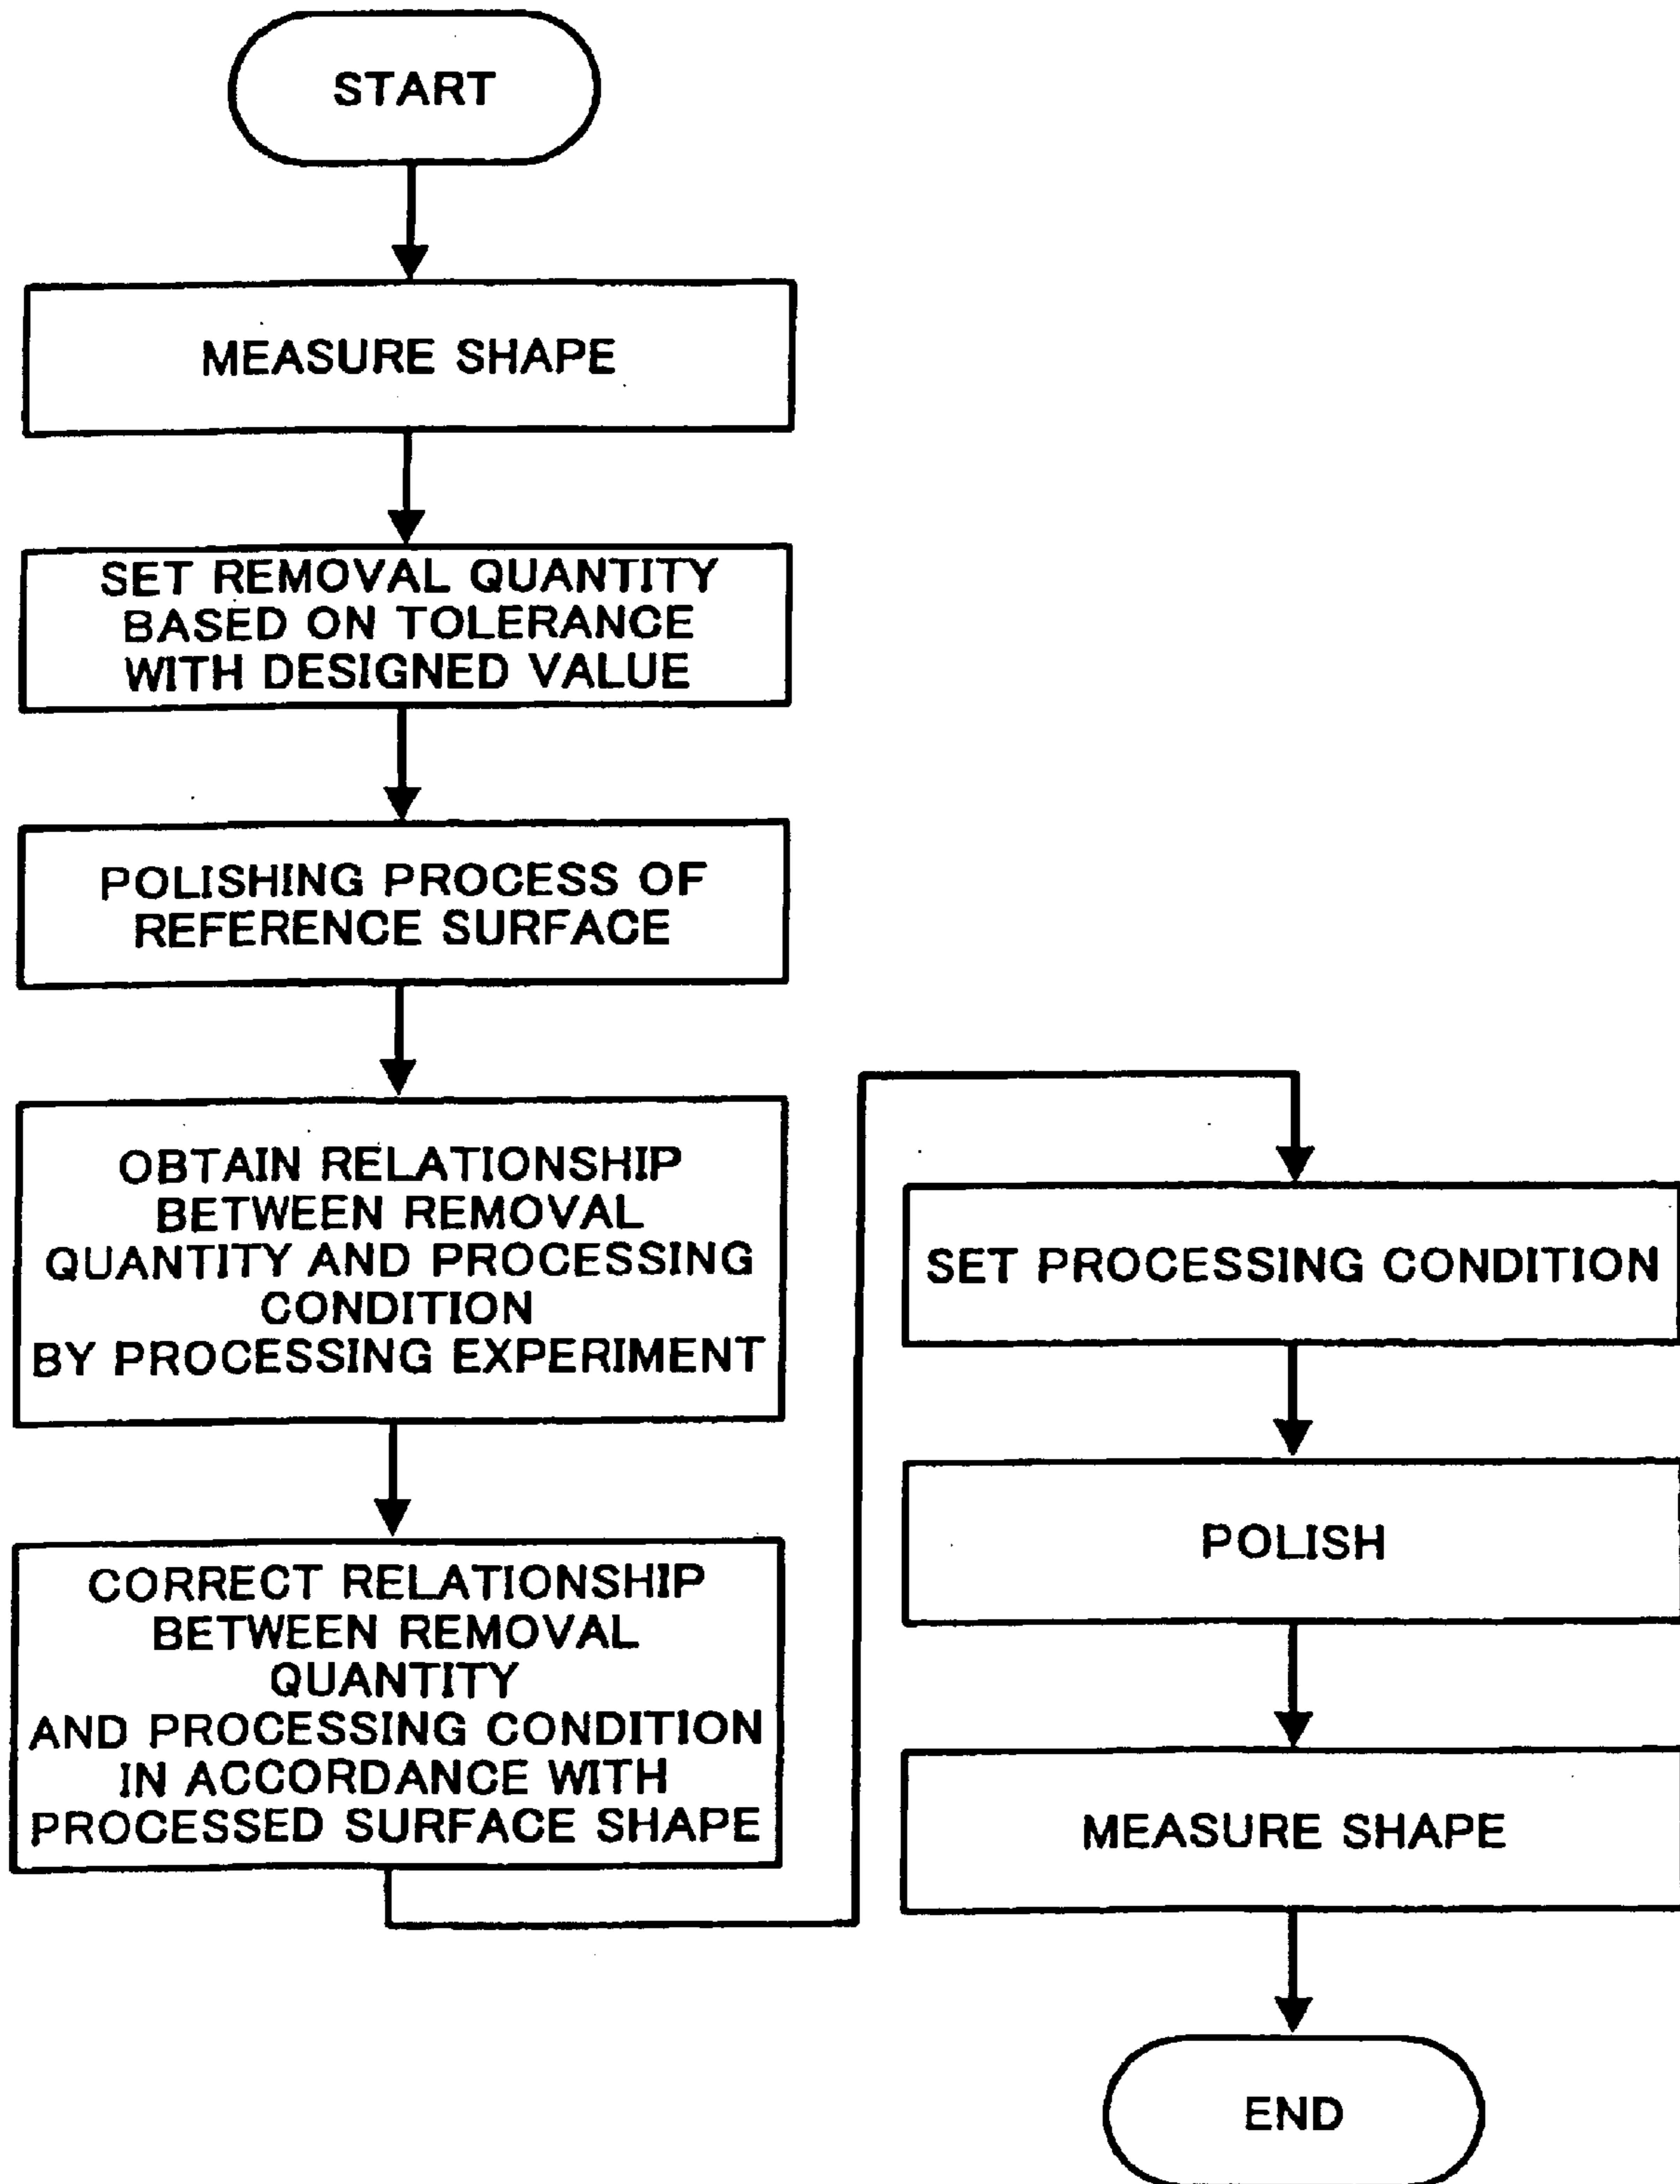 START
MEASURE SHAPE
SET REMOVAL QUANTITY
BASED ON TOLERANCE
WITH DESIGNED VALUE
POLISHING PROCESS OF
REFERENCE SURFACE
OBTAIN RELATIONSHIP
BETWEEN REMOVAL
QUANTITY AND PROCESSING
CONDITION
BY PROCESSING EXPERIMENT
CORRECT RELATIONSHIP
BETWEEN REMOVAL
QUANTITY
AND PROCESSING CONDITION
IN ACCORDANCE WITH
PROCESSED SURFACE SHAPE
SET PROCESSING CONDITION
POLISH
MEASURE SHAPE
END